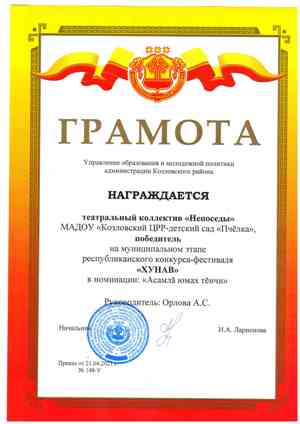 ГРАМОТА
Управление образования и молодежной политики
администрации Козловского района
НАГРАЖДАЕТСЯ
театральный коллектив «Непоседы»
МАДОУ «Козловский ЦРР-детский сад «Пчёлка»,
победитель
на муниципальном этапе
республиканского конкурса-фестиваля
«ХУНАВ»
в номинации: «Асамлă юмах тĕнчи»
Руководитель: Орлова А.С.
Начальник
И.А. Ларионова
Приказ от 21.04.2021
№ 148-У